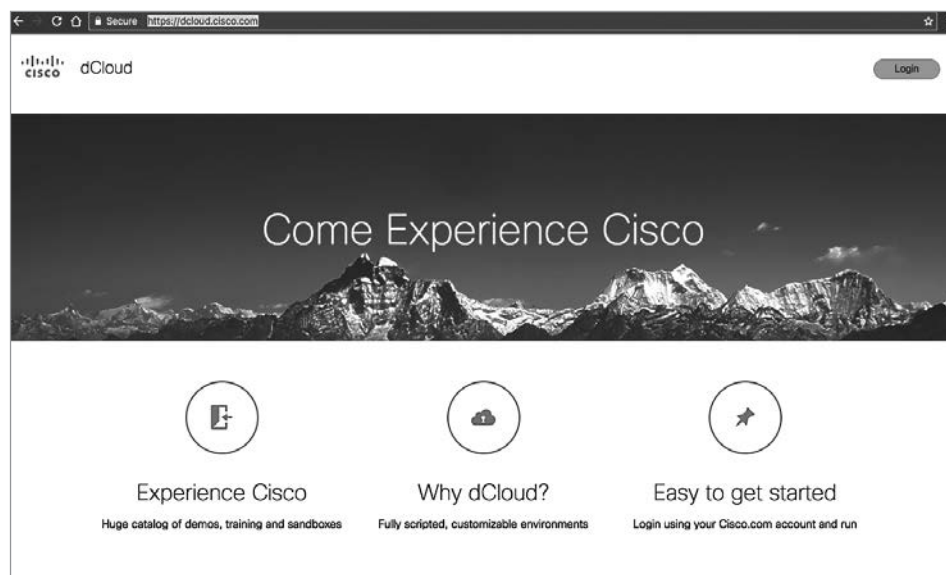 Secure https://dcloud.cisco.com
CISCO dCloud
Login
Come Experience Cisco
Experience Cisco
Huge catalog of demos, training and sandboxes
Why dCloud?
Fully scripted, customizable environments
Easy to get started
Login using your Cisco.com account and run